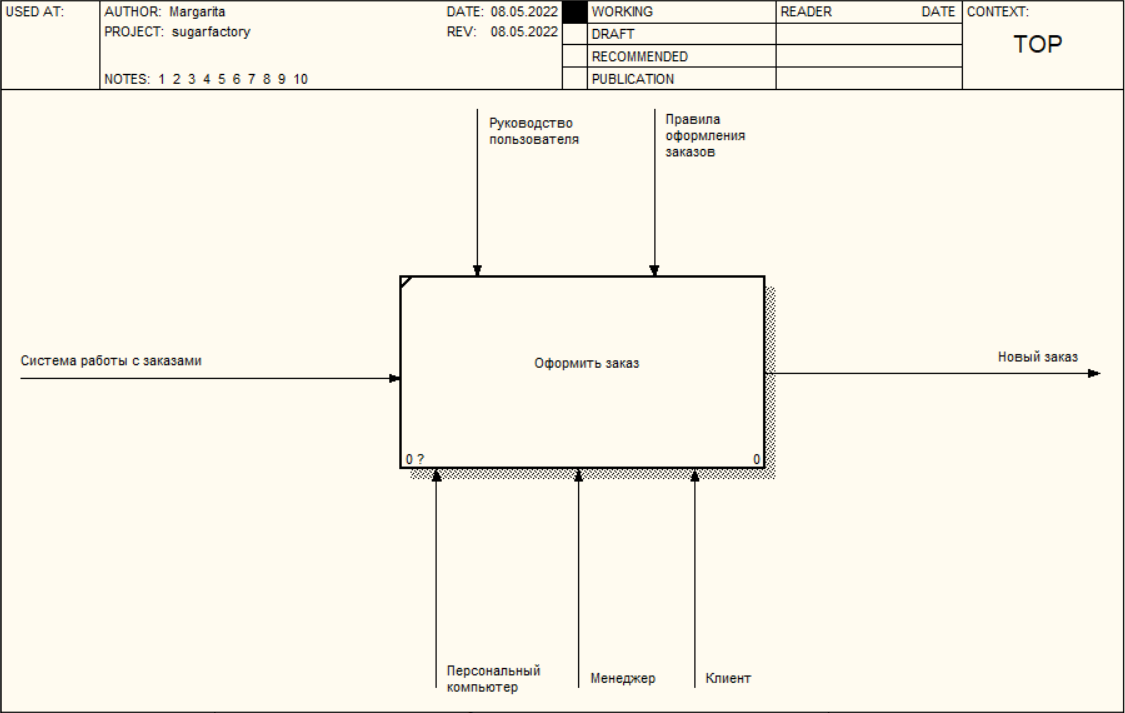 USED AT:
AUTHOR: Margarita
DATE: 08.05.2022
WORKING
READER
DATE
CONTEXT:
PROJECT: sugarfactory
REV: 08.05.2022
DRAFT
TOP
RECOMMENDED
NOTES: 1 2 3 4 5 6 7 8 9 10
PUBLICATION
Руководство
пользователя
Правила
оформления
заказов
Система работы с заказами
Оформить заказ
Новый заказ
0 ?
0
Персональный
компьютер
Менеджер
Клиент